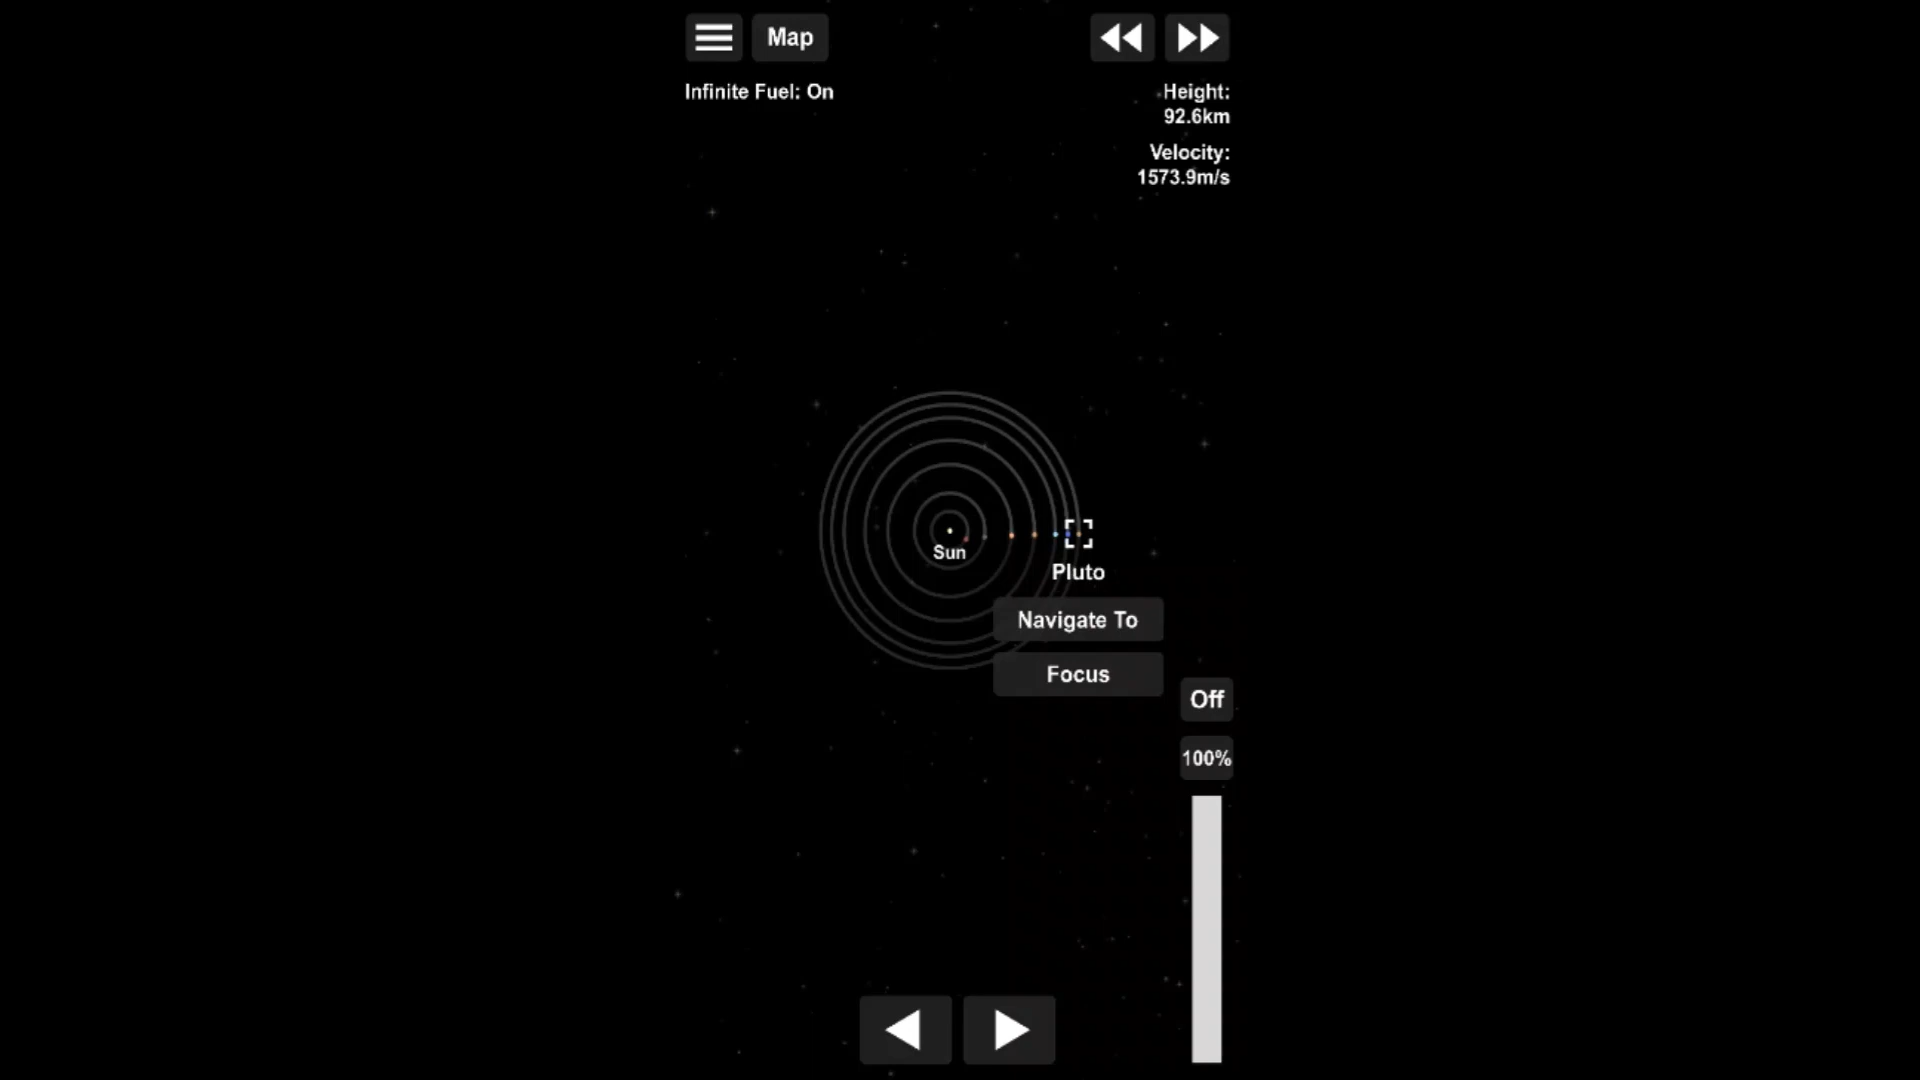 Map
Infinite Fuel: On
Height:
92.6km
Velocity:
1573.9m/s
Sun
Pluto
Navigate To
Focus
Off
100%